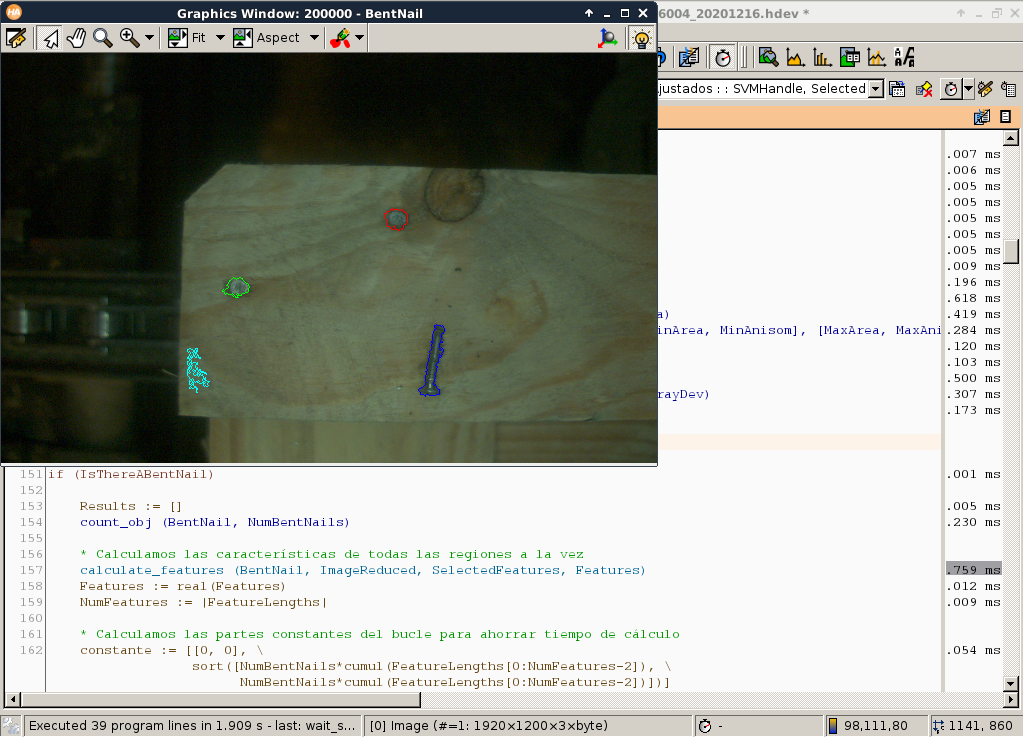 Graphics Window: 200000 - BentNail
6004_20201216.hdev *
Fit
Aspect
justados : : SVMHandle, Selected
.007 ms
.006 ms
.005 ms
.005 ms
.005 ms
.005 ms
.005 ms
.009 ms
.196 ms
.618 ms
a) .419 ms
inArea, MinAnisom], [MaxArea, MaxAni .284 ms
.120 ms
.103 ms
.500 ms
rayDev) .307 ms
.173 ms
151 if (IsThereABentNail) .001 ms
152
153 Results := [] .005 ms
154 count_obj (BentNail, NumBentNails) .230 ms
155
156 * Calculamos las características de todas las regiones a la vez
157 calculate_features (BentNail, ImageReduced, SelectedFeatures, Features) .759 ms
158 Features := real(Features) .012 ms
159 NumFeatures := |FeatureLengths| .009 ms
160
161 * Calculamos las partes constantes del bucle para ahorrar tiempo de cálculo
162 constante := [[0, 0], \ .054 ms
sort([NumBentNails*cumul(FeatureLengths[0:NumFeatures-2]), \
NumBentNails*cumul(FeatureLengths[0:NumFeatures-2])])]
Executed 39 program lines in 1.909 s - last: wait_s... [0] Image (#=1: 1920×1200×3×byte) - 98,111,80 1141, 860